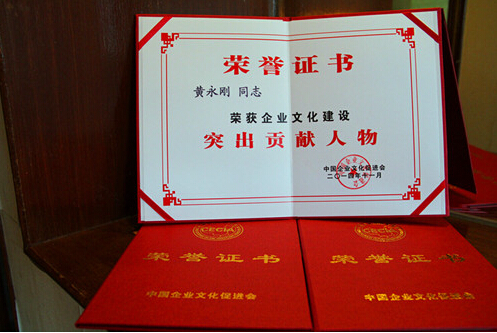 荣誉证书
黄永刚 同志
荣获企业文化建设
突出贡献人物
中国企业文化促进会
二〇一四年十一月
CECIA
荣誉证书
中国企业文化促进会
荣誉证书
中国企业文化促进会